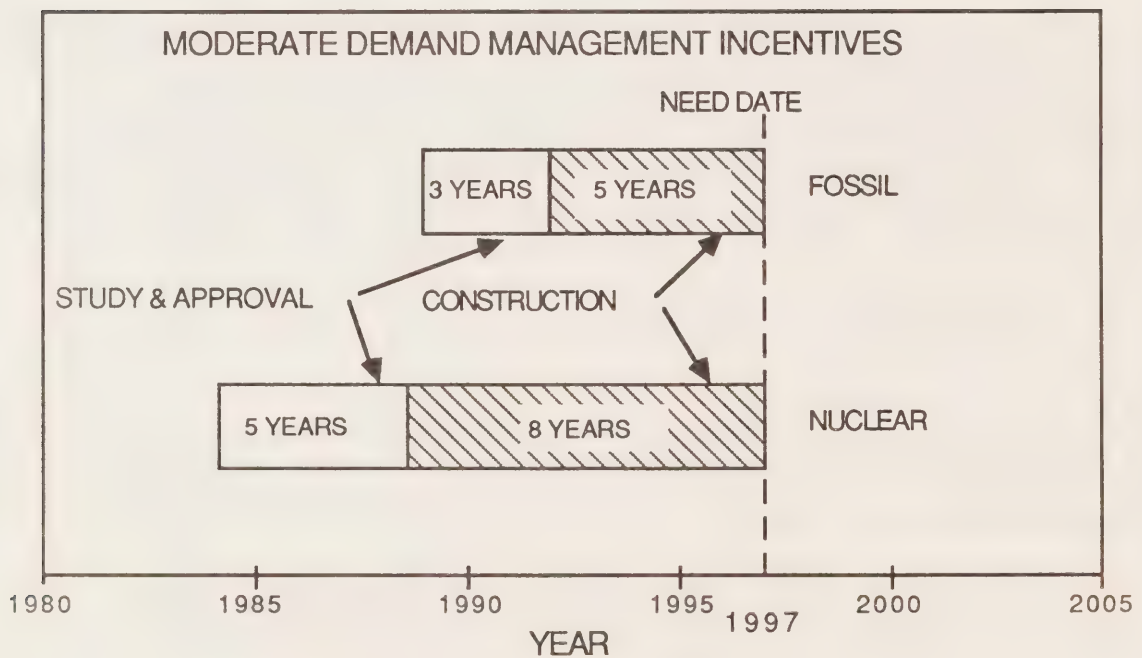 MODERATE DEMAND MANAGEMENT INCENTIVES
NEED DATE
3 YEARS
5 YEARS
FOSSIL
STUDY & APPROVAL
CONSTRUCTION
5 YEARS
8 YEARS
NUCLEAR
1980
1985
1990
1995
1997
2000
2005
YEAR